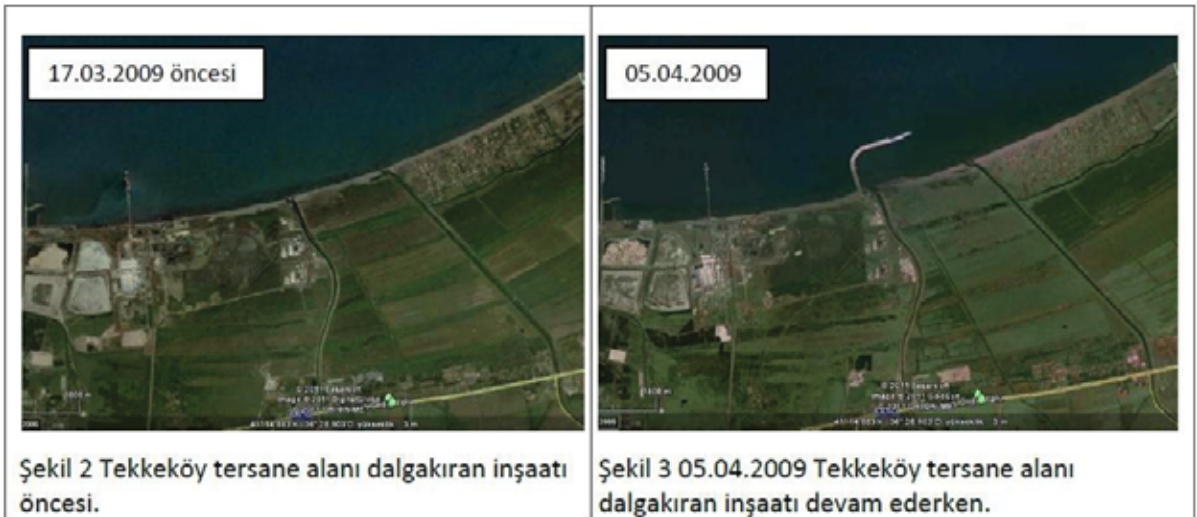 17.03.2009 öncesi
05.04.2009
Şekil 2 Tekkeköy tersane alanı dalgakıran inşaatı
öncesi.
Şekil 3 05.04.2009 Tekkeköy tersane alanı
dalgakıran inşaatı devam ederken.